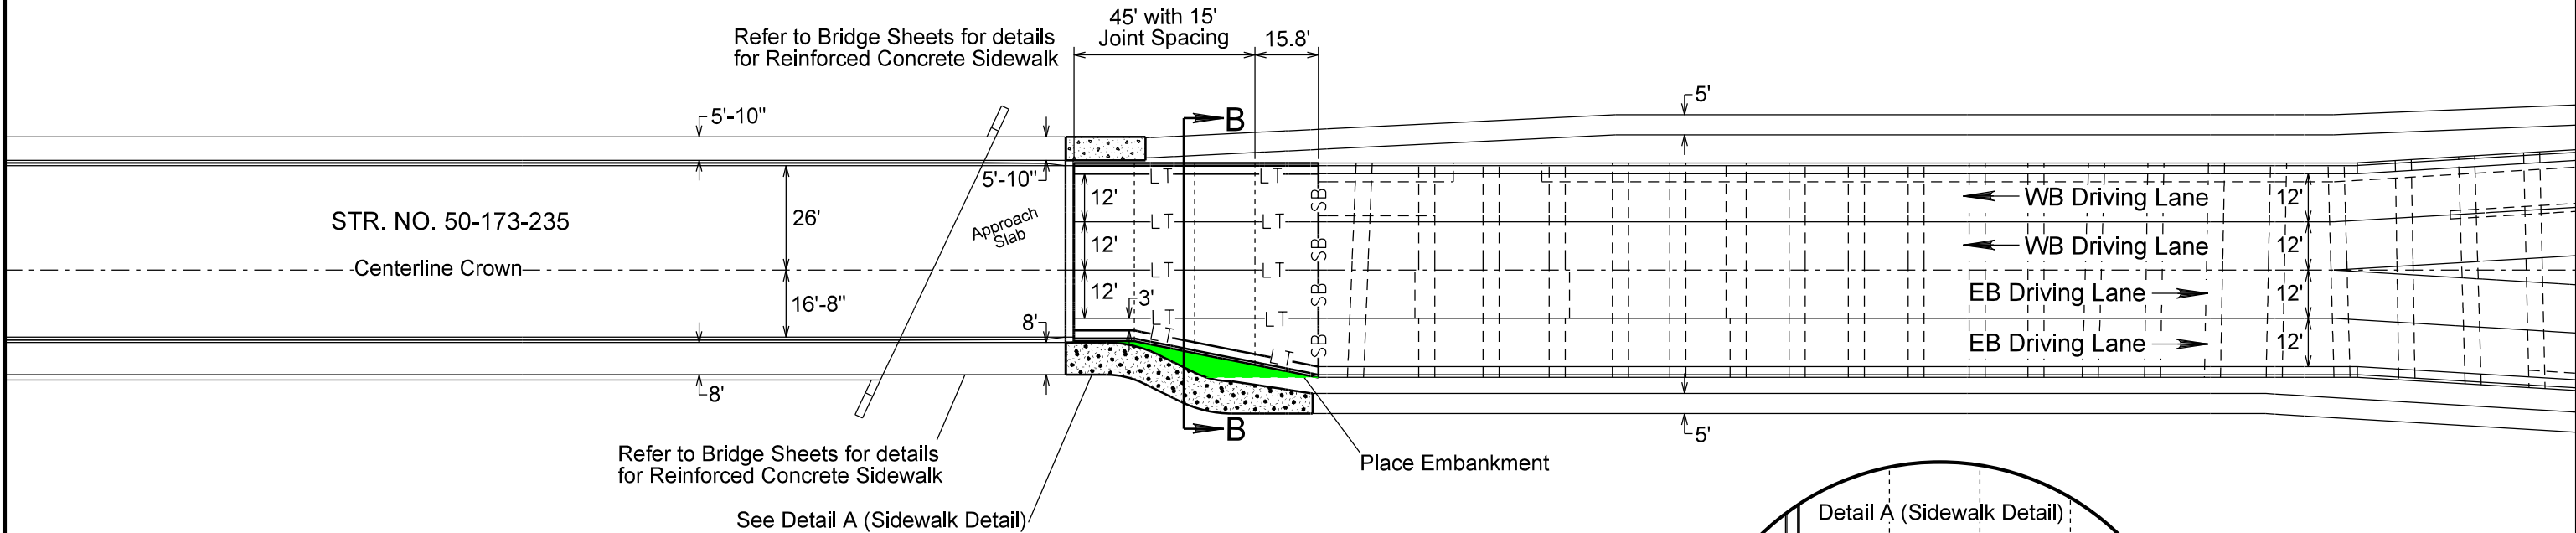 45' with 15'
Joint Spacing
15.8'
Refer to Bridge Sheets for details
for Reinforced Concrete Sidewalk
5'-10"
B
5'
5'-10"
LT
LT
SB
12'
WB Driving Lane
12'
STR. NO. 50-173-235
26'
Approach
Slab
LT
LT
12'
SB
WB Driving Lane
12'
Centerline Crown
LT
LT
16'-8"
12'
3'
SB
EB Driving Lane
12'
8'
LT
LT
LT
LT
SB
EB Driving Lane
12'
8'
B
5'
Refer to Bridge Sheets for details
for Reinforced Concrete Sidewalk
Place Embankment
See Detail A (Sidewalk Detail)
Detail A (Sidewalk Detail)